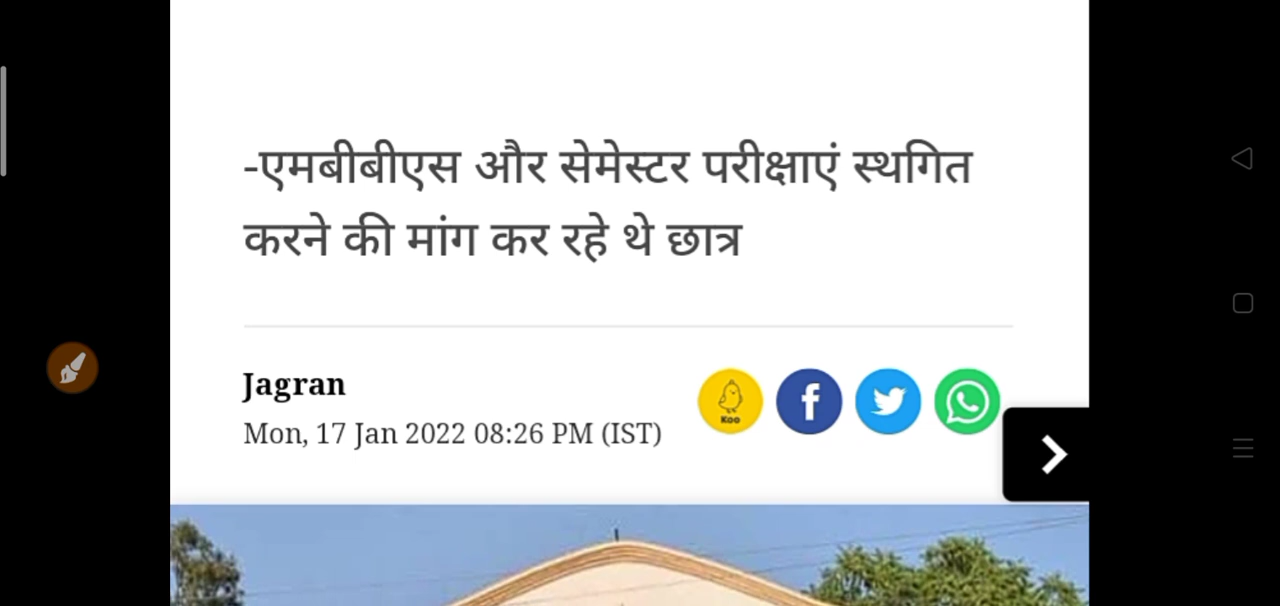 -एमबीबीएस और सेमेस्टर परीक्षाएं स्थगित
करने की मांग कर रहे थे छात्र
Jagran
Mon, 17 Jan 2022 08:26 PM (IST)
Koo